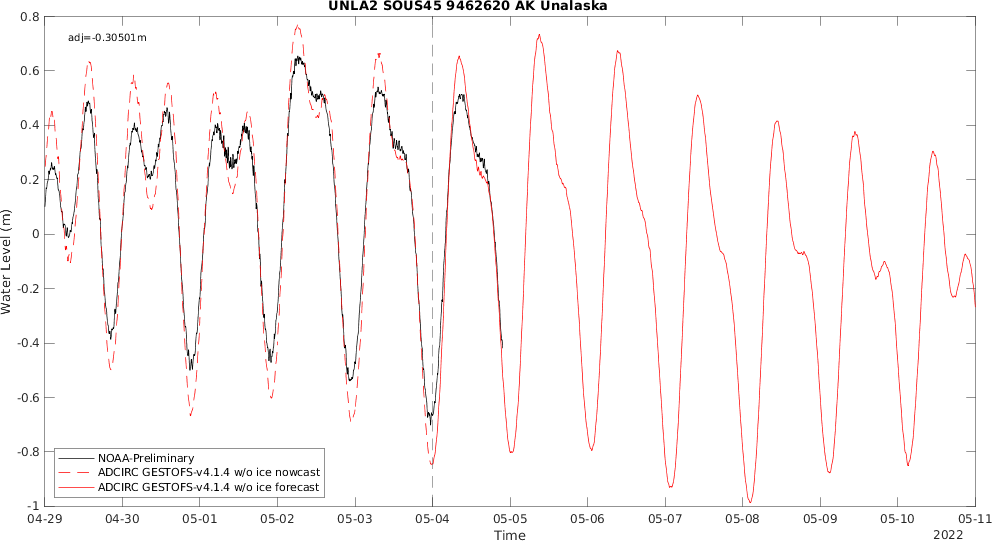 UNLA2 SOUS45 9462620 AK Unalaska
adj=-0.30501m
0.8
0.6
0.4
0.2
0
-0.2
-0.4
-0.6
-0.8
-1
Water Level (m)
NOAA-Preliminary
ADCIRC GESTOFS-v4.1.4 w/o ice nowcast
ADCIRC GESTOFS-v4.1.4 w/o ice forecast
04-29 04-30 05-01 05-02 05-03 05-04 05-05 05-06 05-07 05-08 05-09 05-10 05-11
Time
2022